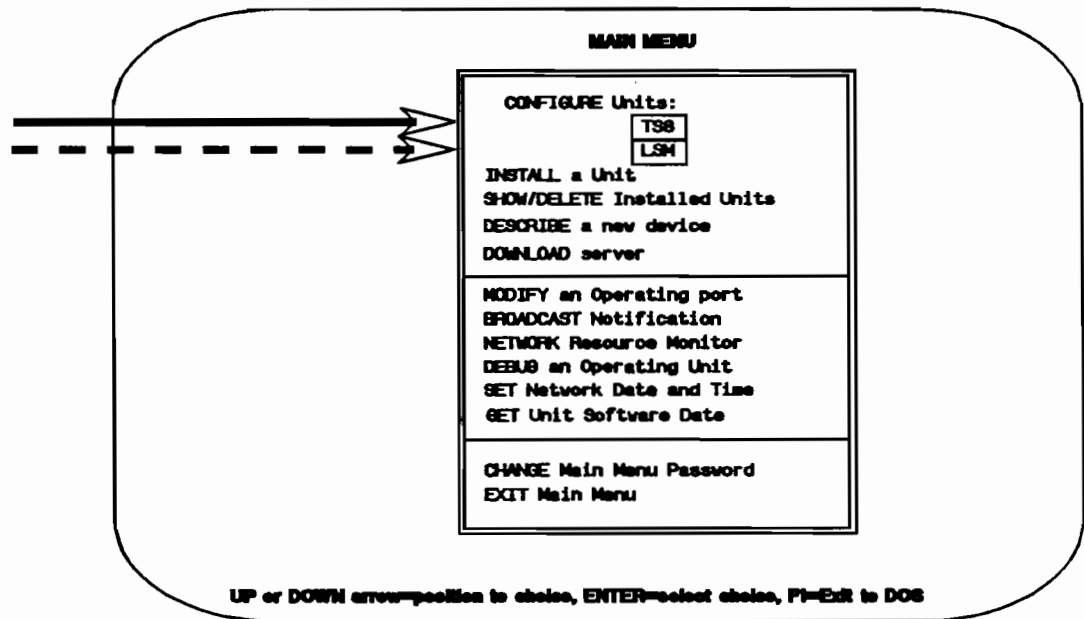 MAIN MENU
CONFIGURE Units:
TS8
LSM
INSTALL a Unit
SHOW/DELETE Installed Units
DESCRIBE a new device
DOWNLOAD server
MODIFY an Operating port
BROADCAST Notification
NETWORK Resource Monitor
DEBUG an Operating Unit
SET Network Date and Time
GET Unit Software Date
CHANGE Main Menu Password
EXIT Main Menu
UP or DOWN arrow=position to choice, ENTER=select choice, F1=Exit to DOS